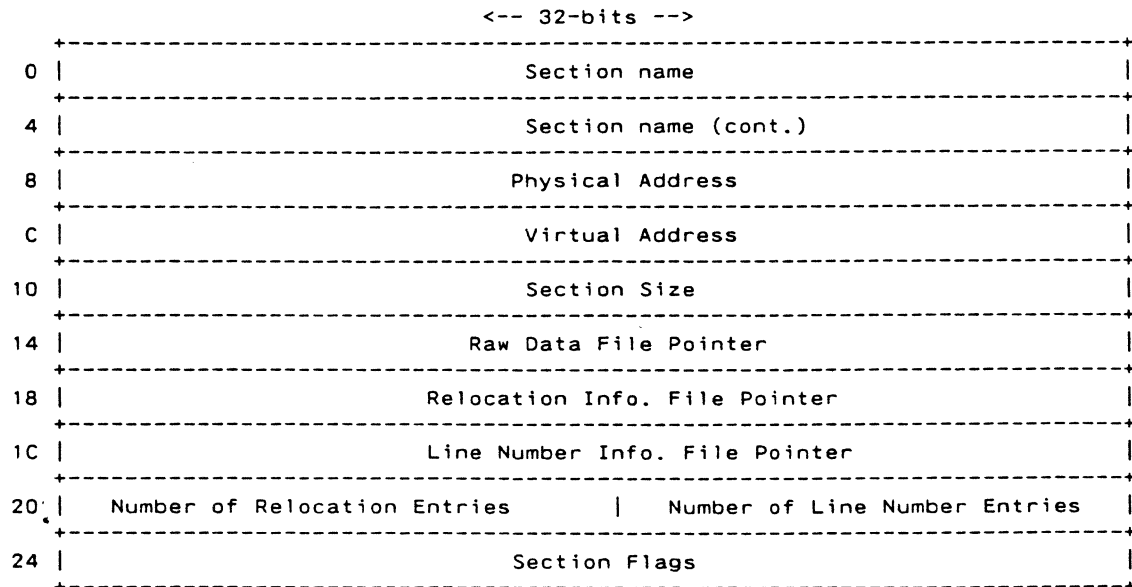 <-- 32-bits -->
0 | Section name |
4 | Section name (cont.) |
8 | Physical Address |
C | Virtual Address |
10 | Section Size |
14 | Raw Data File Pointer |
18 | Relocation Info. File Pointer |
1C | Line Number Info. File Pointer |
20 | Number of Relocation Entries | Number of Line Number Entries |
24 | Section Flags |